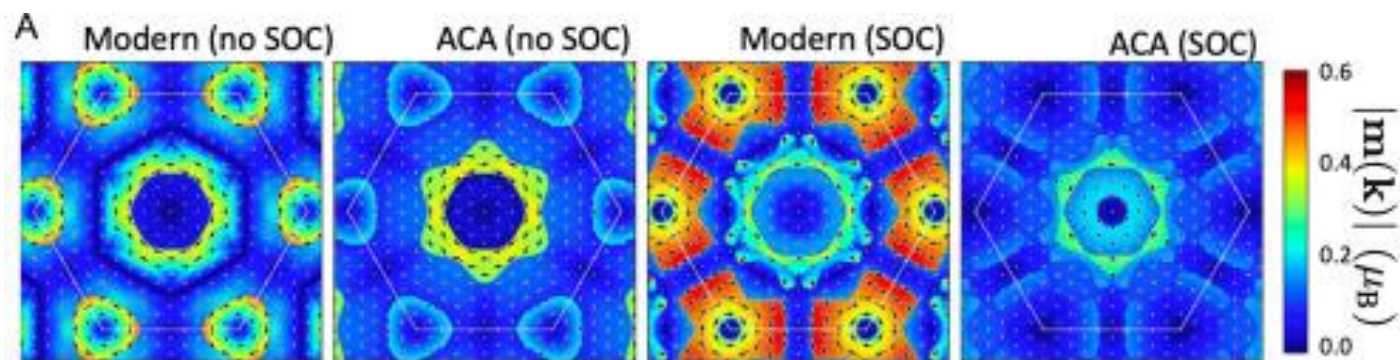 A
Modern (no SOC)
ACA (no SOC)
Modern (SOC)
ACA (SOC)
0.6
0.4
0.2
0.0
|m(k)| (μB)